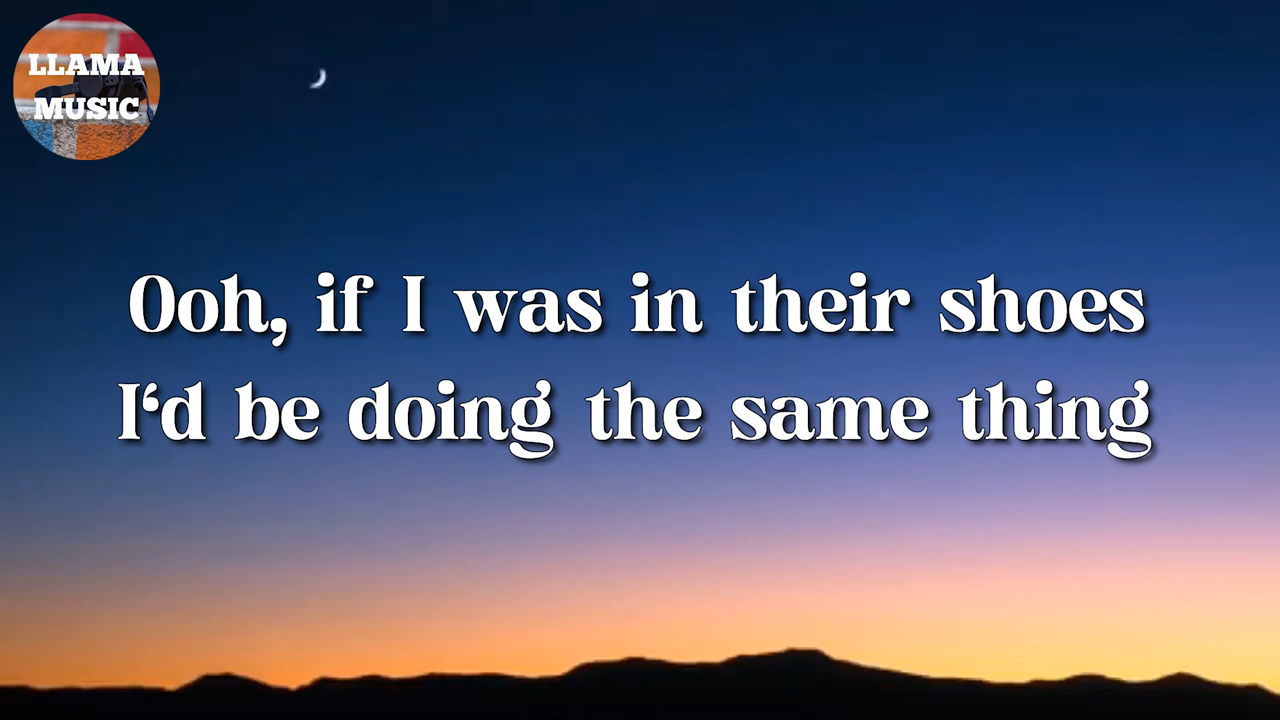 LLAMA
MUSIC
Ooh, if I was in their shoes
I‘d be doing the same thing